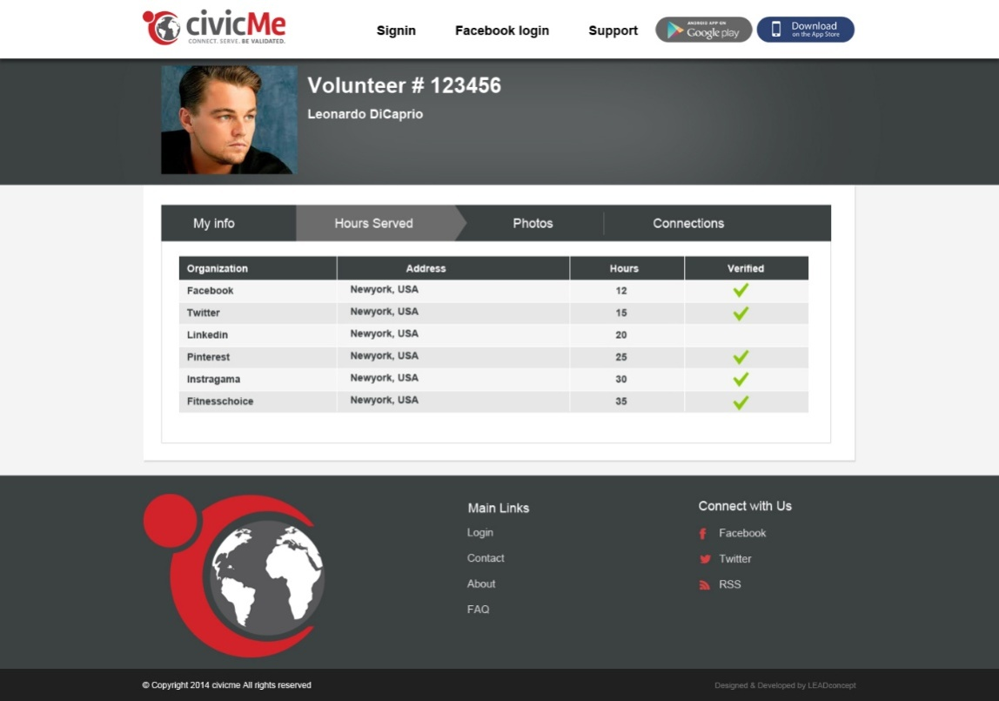 civicMe
CONNECT. SERVE. BE VALIDATED.
Signin Facebook login Support
ANDROID APP ON
Google play
Download
on the App Store
Volunteer # 123456
Leonardo DiCaprio
My info Hours Served Photos Connections
Organization Address Hours Verified
Facebook Newyork, USA 12
Twitter Newyork, USA 15
Linkedin Newyork, USA 20
Pinterest Newyork, USA 25
Instragama Newyork, USA 30
Fitnesschoice Newyork, USA 35
Main Links
Login
Contact
About
FAQ
Connect with Us
Facebook
Twitter
RSS
© Copyright 2014 civicme All rights reserved
Designed & Developed by LEADconcept